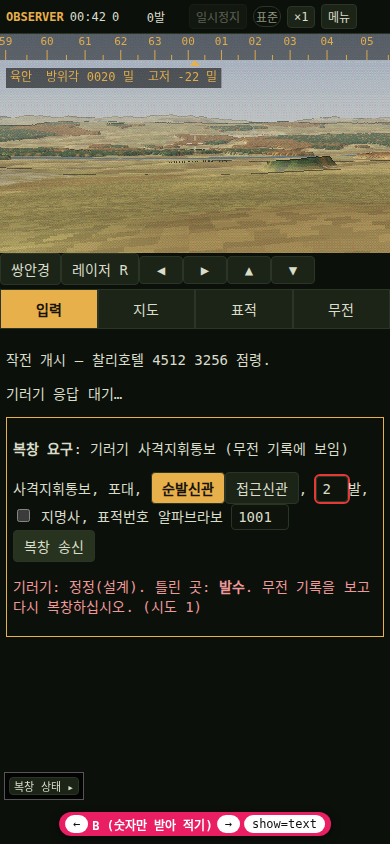 OBSERVER 00:42 0 0발 일시정지 표준 ×1 메뉴
59 60 61 62 63 00 01 02 03 04 05
육안 방위각 0020 밀 고저 -22 밀
쌍안경 레이저 R ◀ ▶ ▲ ▼
입력 지도 표적 무전
작전 개시 — 찰리호텔 4512 3256 점령.
기러기 응답 대기…
복창 요구: 기러기 사격지휘통보 (무전 기록에 보임)
사격지휘통보, 포대, 순발신관 접근신관, 2 발,
지명사, 표적번호 알파브라보 1001
복창 송신
기러기: 정정(설계). 틀린 곳: 발수. 무전 기록을 보고
다시 복창하십시오. (시도 1)
복창 상태 ▸
← B (숫자만 받아 적기) → show=text